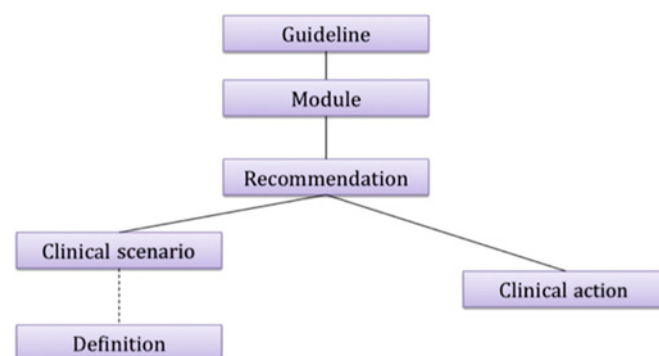 Guideline
Module
Recommendation
Clinical scenario
Clinical action
Definition